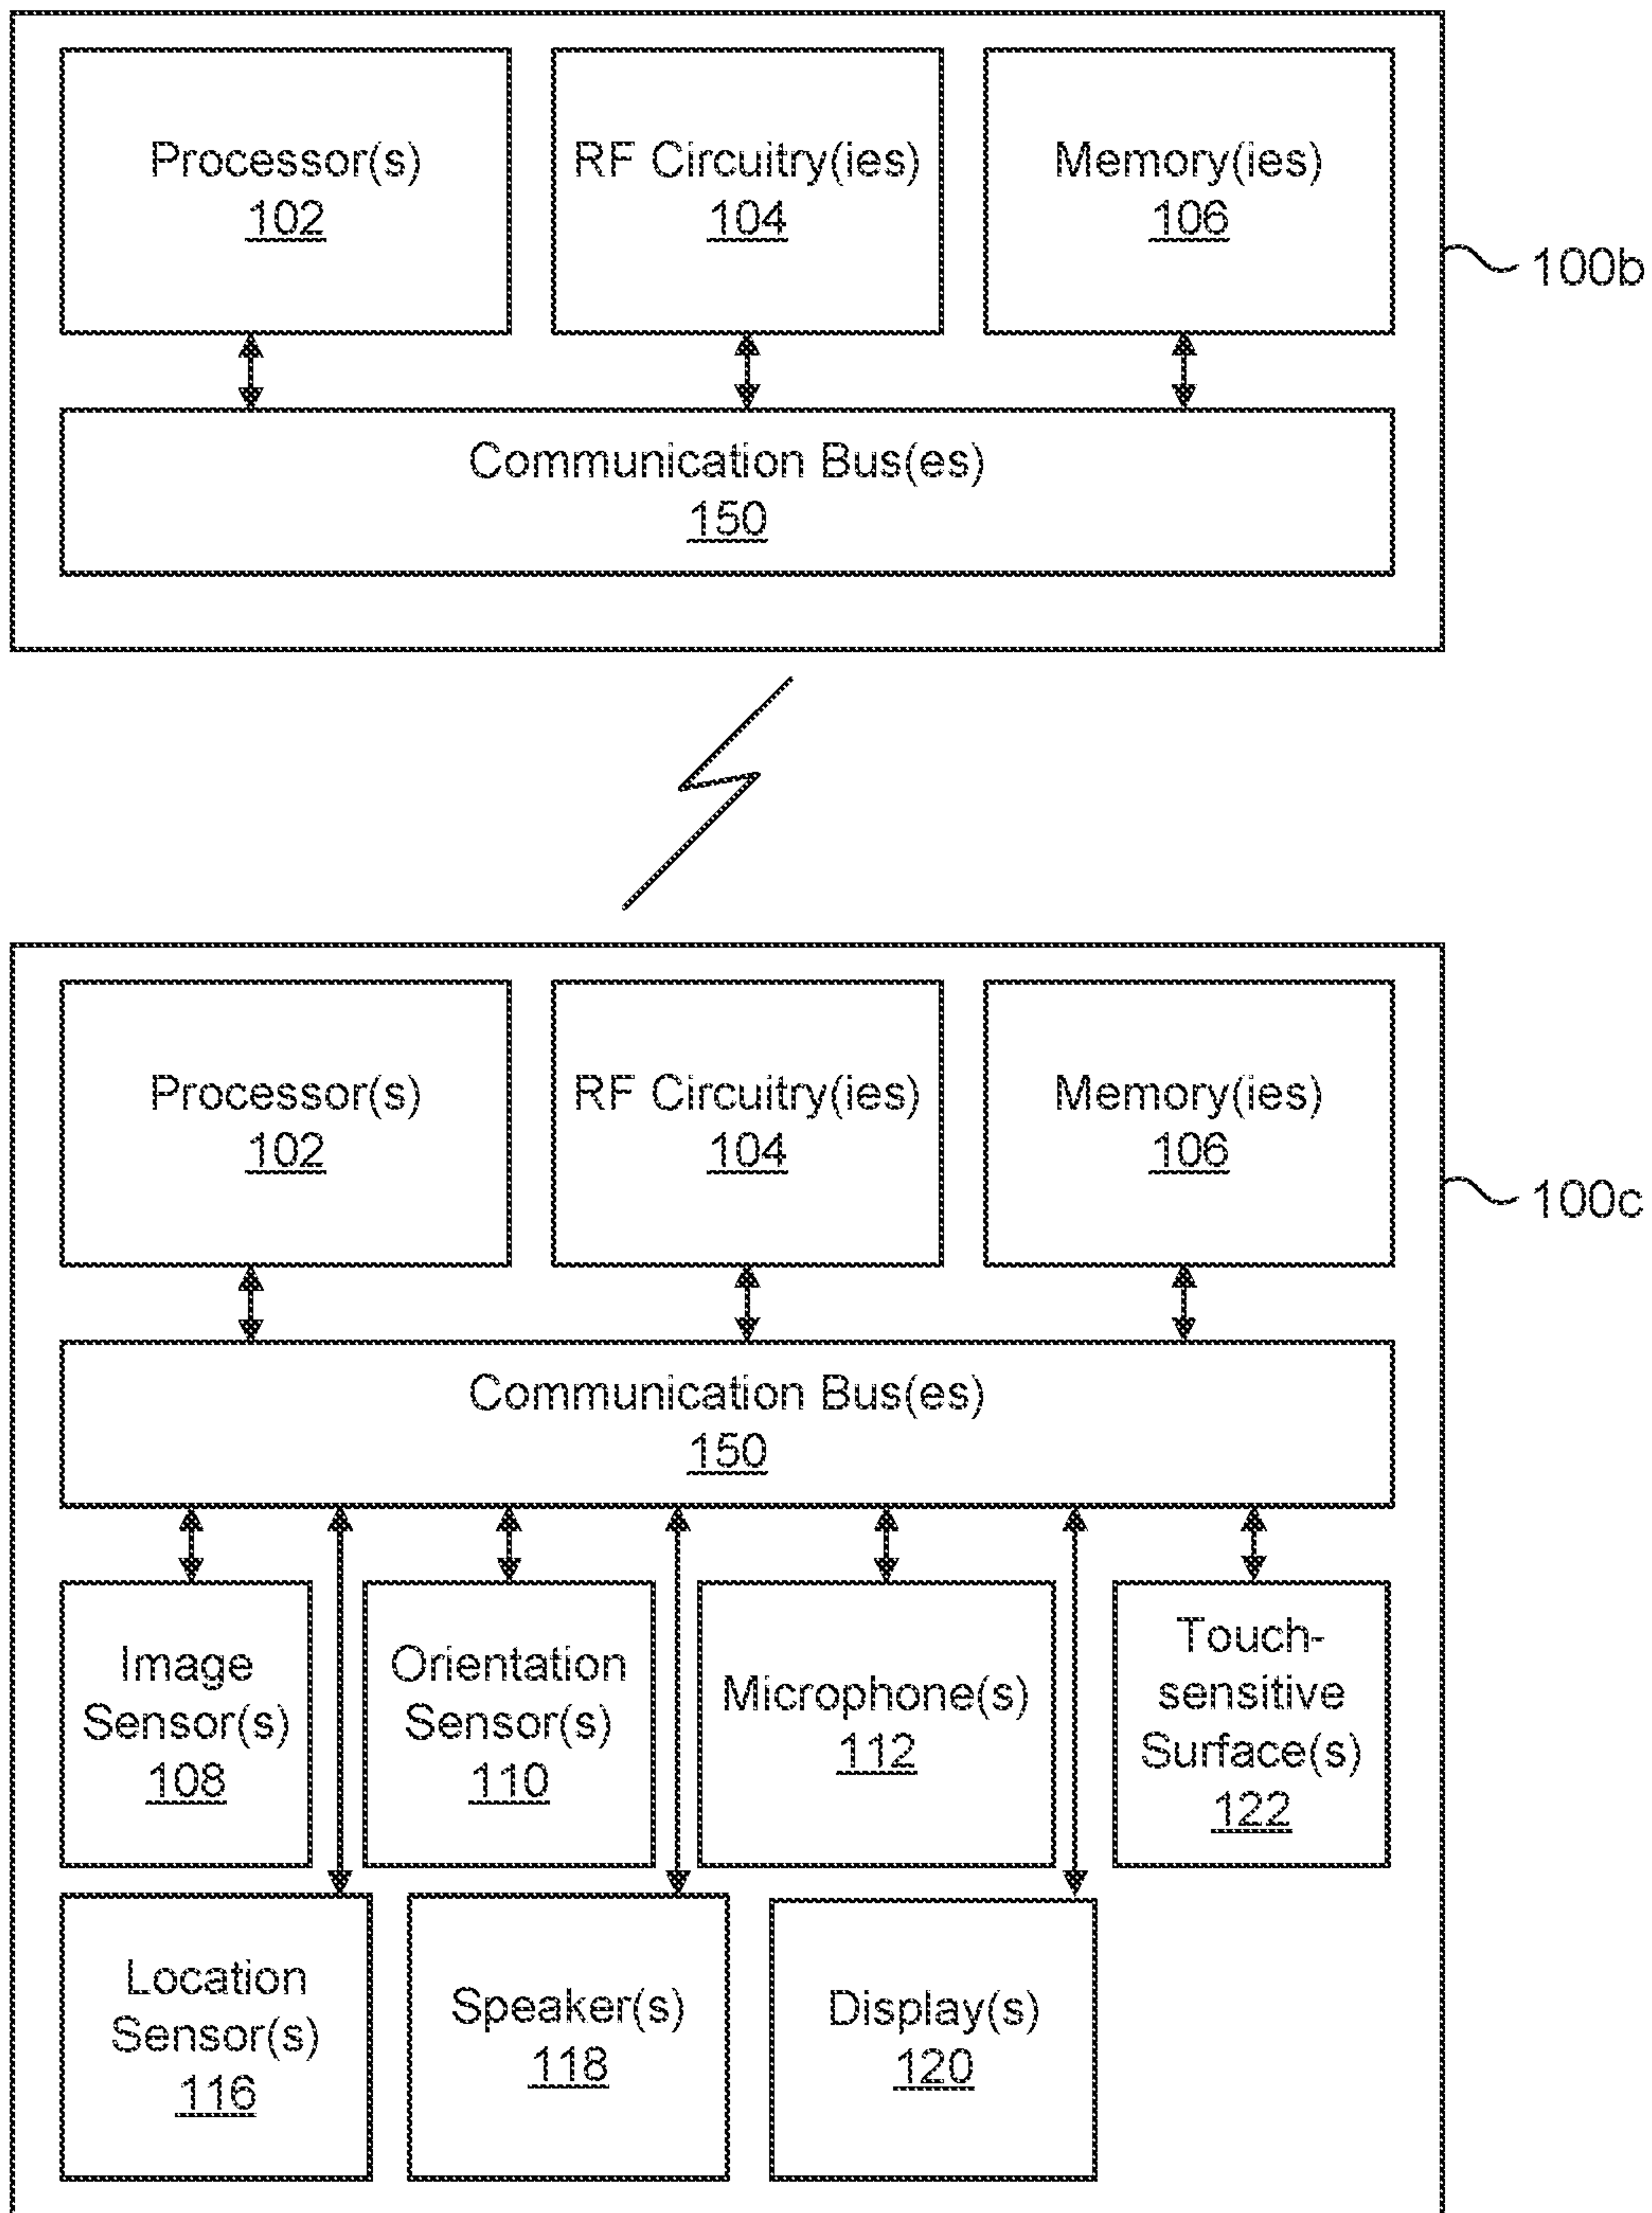 Processor(s)
102
RF Circuitry(ies)
104
Memory(ies)
106
100b
Communication Bus(es)
150
Processor(s)
102
RF Circuitry(ies)
104
Memory(ies)
106
100c
Communication Bus(es)
150
Image
Sensor(s)
108
Orientation
Sensor(s)
110
Microphone(s)
112
Touch-
sensitive
Surface(s)
122
Location
Sensor(s)
116
Speaker(s)
118
Display(s)
120